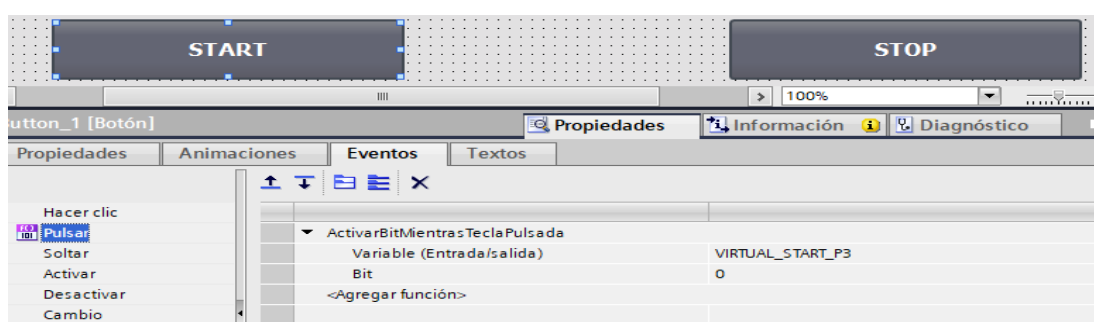 START STOP
100%
utton_1 [Botón] Propiedades Información Diagnóstico
Propiedades Animaciones Eventos Textos
Hacer clic
Pulsar ActivarBitMientrasTeclaPulsada
Soltar Variable (Entrada/salida) VIRTUAL_START_P3
Activar Bit 0
Desactivar <Agregar función>
Cambio